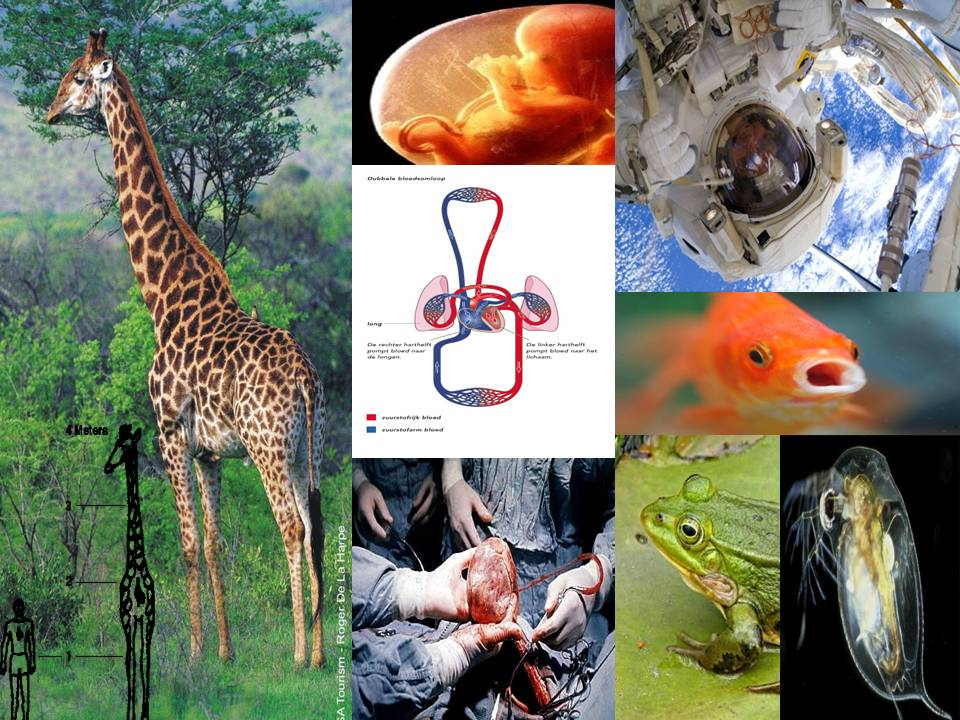 Dubbele bloedsomloop
long
De rechter harthelft
pompt bloed naar
de longen.
De linker harthelft
pompt bloed naar het
lichaam.
zuurstofrijk bloed
zuurstofarm bloed
4 Meters
3
2
1
SA Tourism - Roger De La Harpe